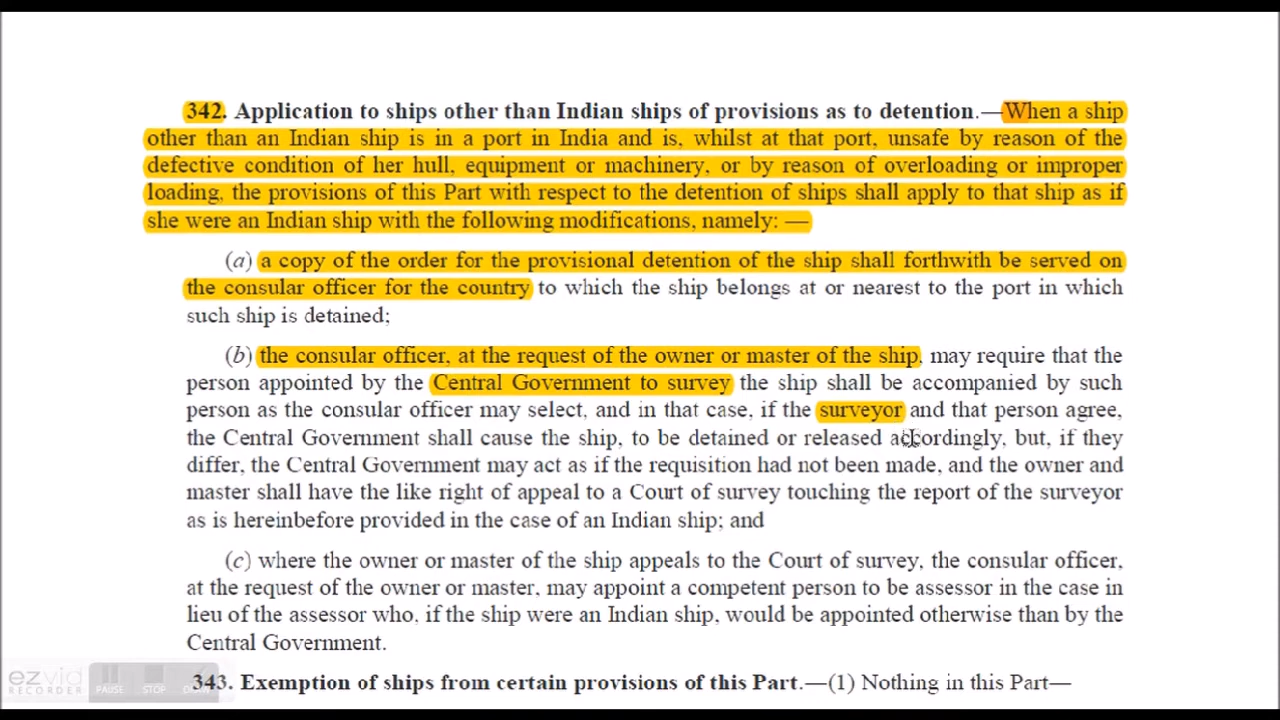 342. Application to ships other than Indian ships of provisions as to detention.—When a ship
other than an Indian ship is in a port in India and is, whilst at that port, unsafe by reason of the
defective condition of her hull, equipment or machinery, or by reason of overloading or improper
loading, the provisions of this Part with respect to the detention of ships shall apply to that ship as if
she were an Indian ship with the following modifications, namely: —
(a) a copy of the order for the provisional detention of the ship shall forthwith be served on
the consular officer for the country to which the ship belongs at or nearest to the port in which
such ship is detained;
(b) the consular officer, at the request of the owner or master of the ship, may require that the
person appointed by the Central Government to survey the ship shall be accompanied by such
person as the consular officer may select, and in that case, if the surveyor and that person agree,
the Central Government shall cause the ship, to be detained or released accordingly, but, if they
differ, the Central Government may act as if the requisition had not been made, and the owner and
master shall have the like right of appeal to a Court of survey touching the report of the surveyor
as is hereinbefore provided in the case of an Indian ship; and
(c) where the owner or master of the ship appeals to the Court of survey, the consular officer,
at the request of the owner or master, may appoint a competent person to be assessor in the case in
lieu of the assessor who, if the ship were an Indian ship, would be appointed otherwise than by the
Central Government.
343. Exemption of ships from certain provisions of this Part.—(1) Nothing in this Part—
ezvid
RECORDER
PAUSE STOP DRAW